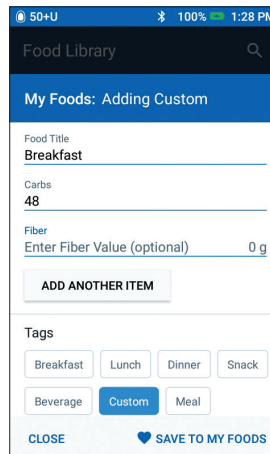 50+U 100% 1:28 PM
Food Library
My Foods: Adding Custom
Food Title
Breakfast
Carbs
48
Fiber
Enter Fiber Value (optional) 0 g
ADD ANOTHER ITEM
Tags
Breakfast Lunch Dinner Snack
Beverage Custom Meal
CLOSE SAVE TO MY FOODS